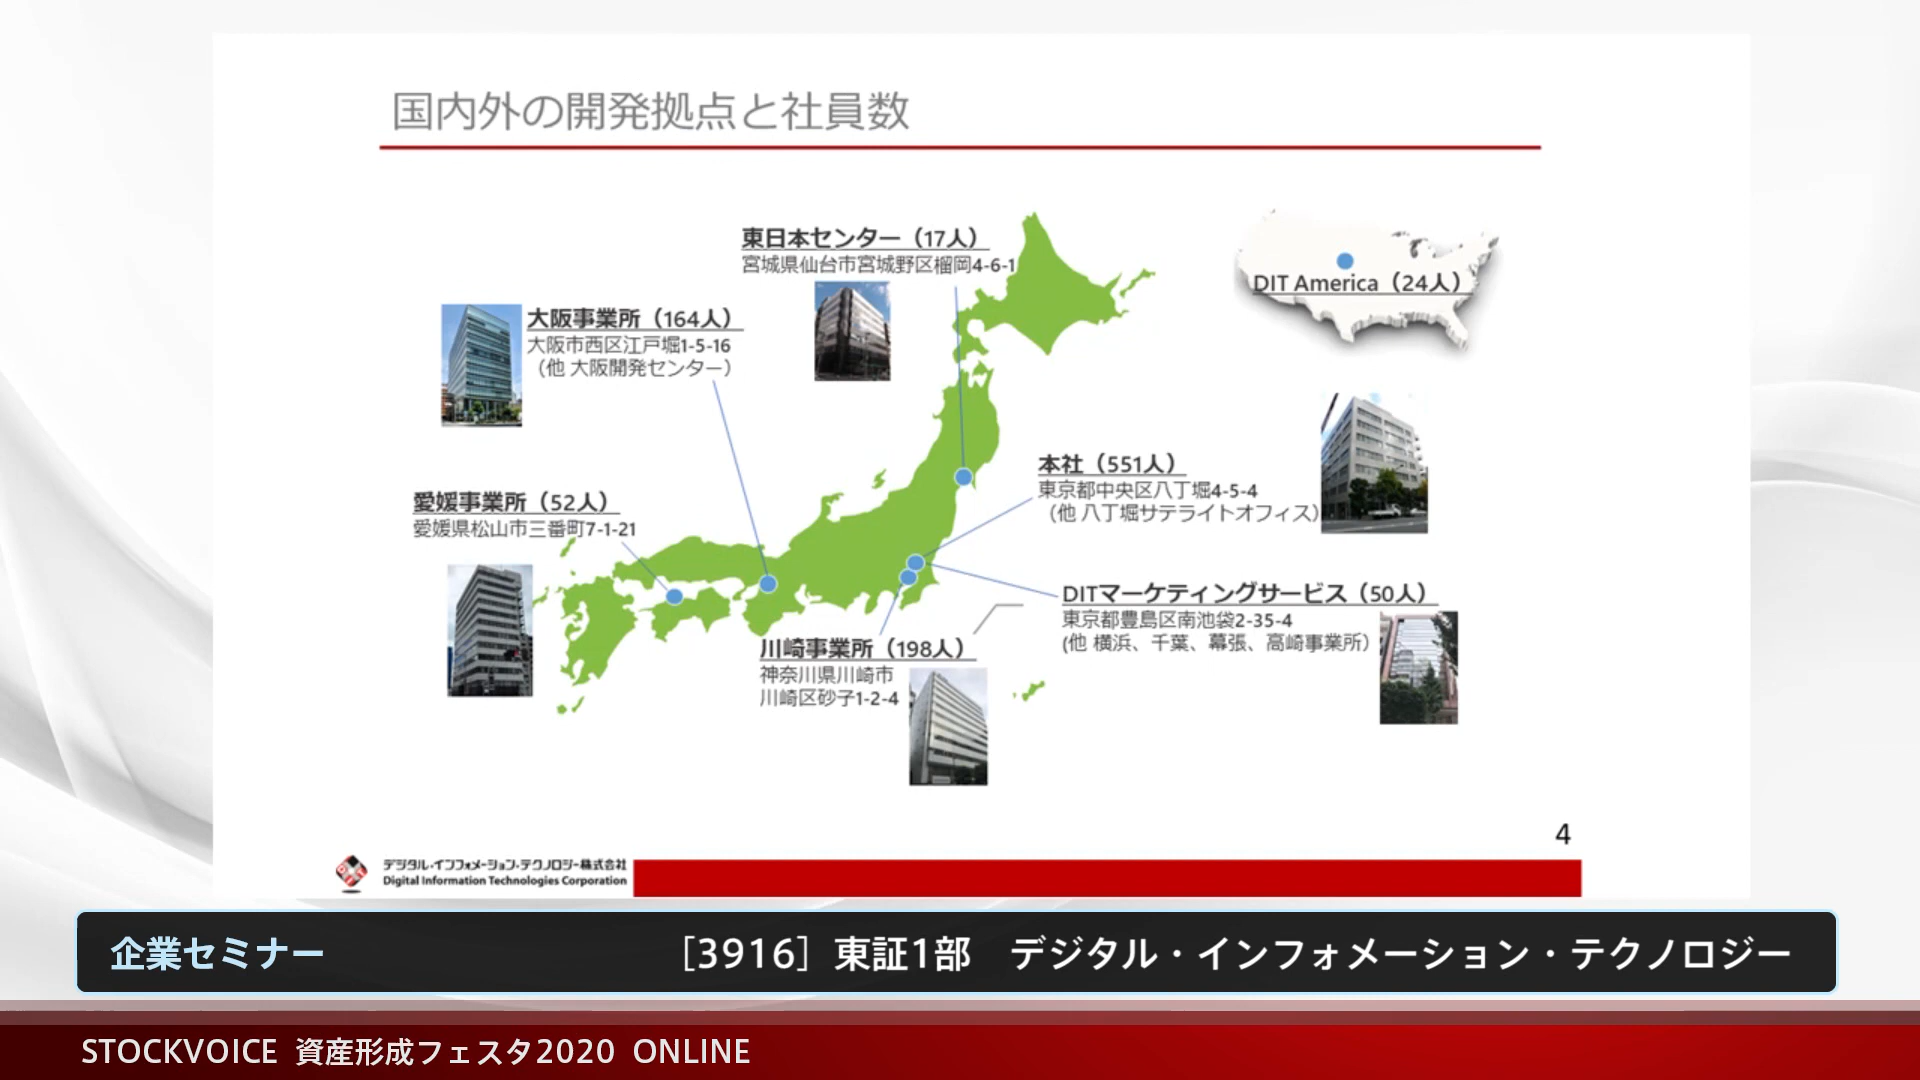 国内外の開発拠点と社員数
東日本センター（17人）
宮城県仙台市宮城野区榴岡4-6-1
DIT America（24人）
大阪事業所（164人）
大阪市西区江戸堀1-5-16
（他 大阪開発センター）
本社（551人）
東京都中央区八丁堀4-5-4
（他 八丁堀サテライトオフィス）
愛媛事業所（52人）
愛媛県松山市三番町7-1-21
DITマーケティングサービス（50人）
東京都豊島区南池袋2-35-4
(他 横浜、千葉、幕張、高崎事業所）
川崎事業所（198人）
神奈川県川崎市
川崎区砂子1-2-4
4
デジタル・インフォメーション・テクノロジー株式会社
Digital Information Technologies Corporation
企業セミナー
［3916］東証1部　デジタル・インフォメーション・テクノロジー
STOCKVOICE 資産形成フェスタ2020 ONLINE